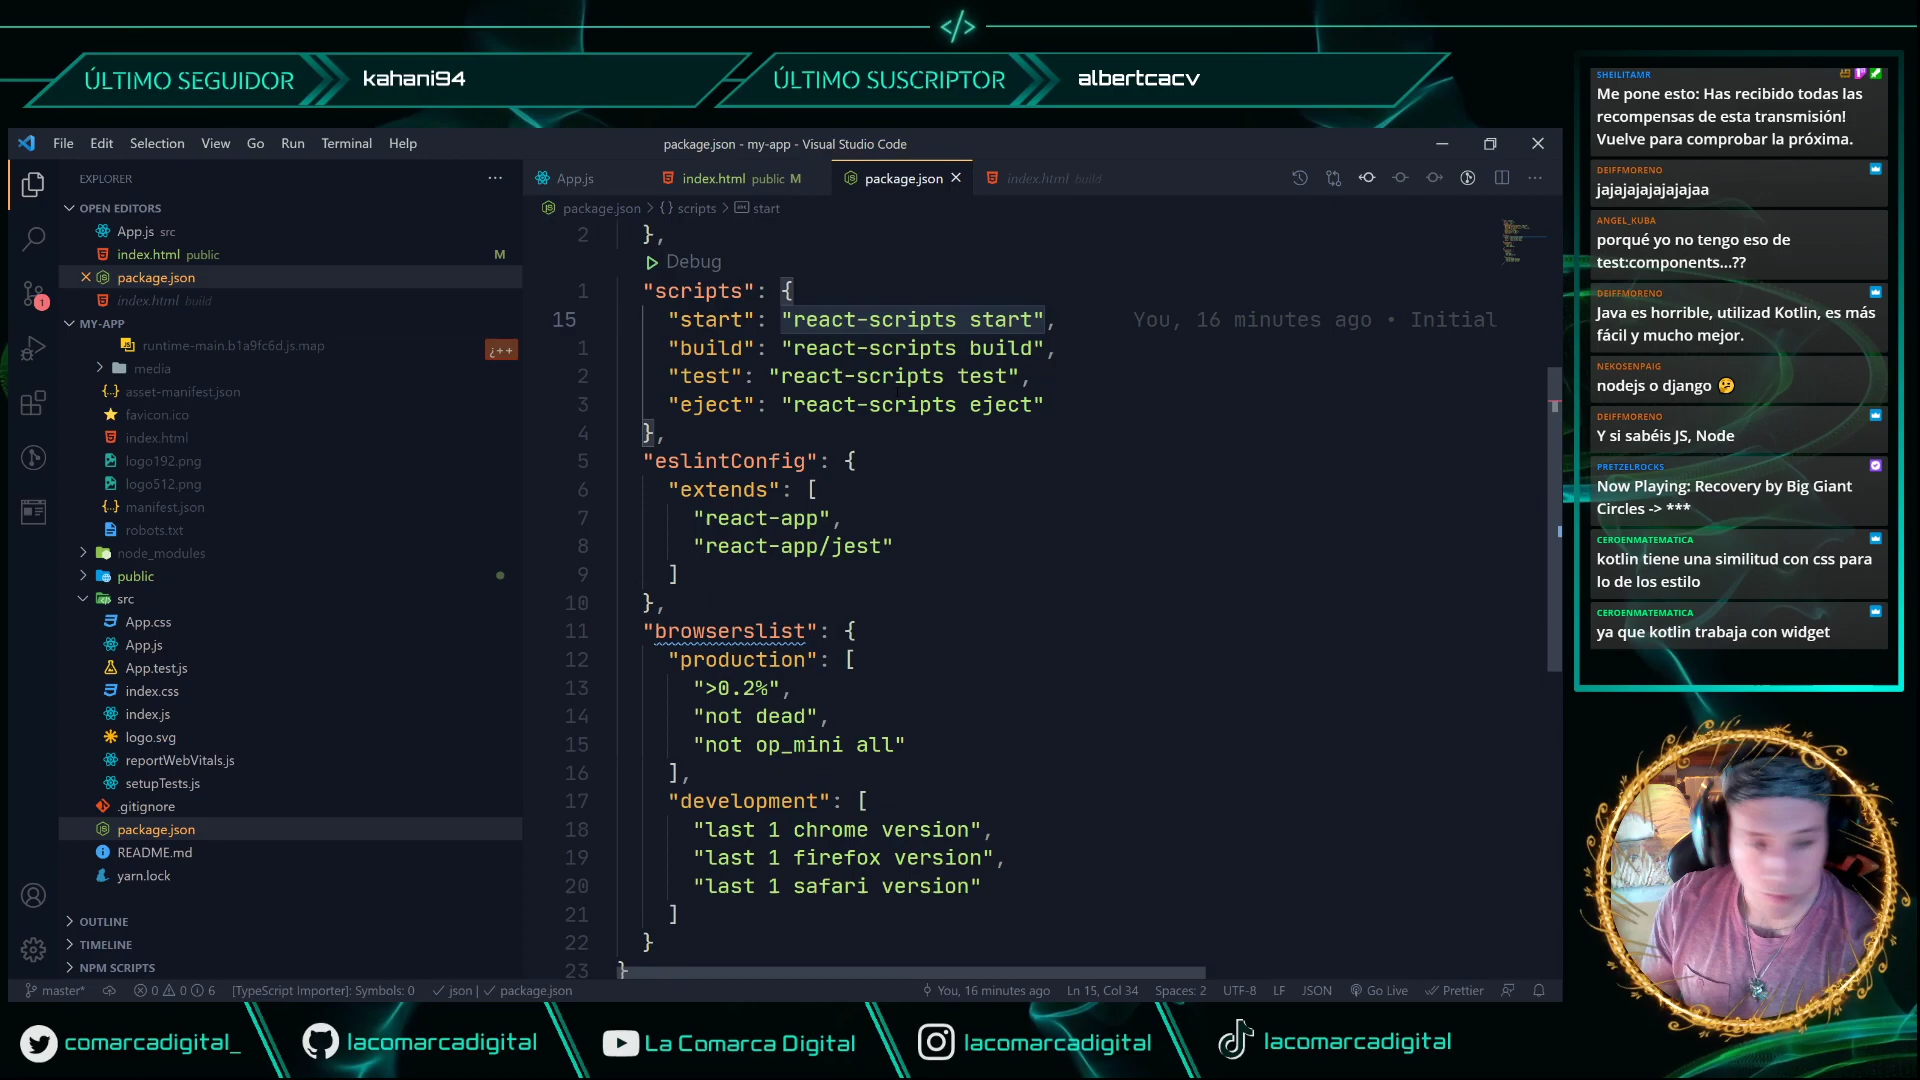 </>
ÚLTIMO SEGUIDOR
kahani94
ÚLTIMO SUSCRIPTOR
albertcacv
File Edit Selection View Go Run Terminal Help
package.json - my-app - Visual Studio Code
EXPLORER
OPEN EDITORS
App.js src
index.html public M
package.json
index.html build
MY-APP
runtime-main.b1a9fc6d.js.map
¿++
media
asset-manifest.json
favicon.ico
index.html
logo192.png
logo512.png
manifest.json
robots.txt
node_modules
public
src
App.css
App.js
App.test.js
index.css
index.js
logo.svg
reportWebVitals.js
setupTests.js
.gitignore
package.json
README.md
yarn.lock
OUTLINE
TIMELINE
NPM SCRIPTS
1
App.js
index.html public M
package.json
index.html build
package.json > {} scripts > start
2 },
Debug
1 "scripts": {
15 "start": "react-scripts start", You, 16 minutes ago • Initial
1 "build": "react-scripts build",
2 "test": "react-scripts test",
3 "eject": "react-scripts eject"
4 },
5 "eslintConfig": {
6 "extends": [
7 "react-app",
8 "react-app/jest"
9 ]
10 },
11 "browserslist": {
12 "production": [
13 ">0.2%",
14 "not dead",
15 "not op_mini all"
16 ],
17 "development": [
18 "last 1 chrome version",
19 "last 1 firefox version",
20 "last 1 safari version"
21 ]
22 }
23 }
master* 0 0 6 [TypeScript Importer]: Symbols: 0 json | package.json
You, 16 minutes ago Ln 15, Col 34 Spaces: 2 UTF-8 LF JSON Go Live Prettier
SHEILITAMR
Me pone esto: Has recibido todas las
recompensas de esta transmisión!
Vuelve para comprobar la próxima.
DEIFFMORENO
jajajajajajajajaa
ANGEL_KUBA
porqué yo no tengo eso de
test:components...??
DEIFFMORENO
Java es horrible, utilizad Kotlin, es más
fácil y mucho mejor.
NEKOSENPAIG
nodejs o django 🤔
DEIFFMORENO
Y si sabéis JS, Node
PRETZELROCKS
Now Playing: Recovery by Big Giant
Circles -> ***
CEROENMATEMATICA
kotlin tiene una similitud con css para
lo de los estilo
CEROENMATEMATICA
ya que kotlin trabaja con widget
comarcadigital_
lacomarcadigital
La Comarca Digital
lacomarcadigital
lacomarcadigital